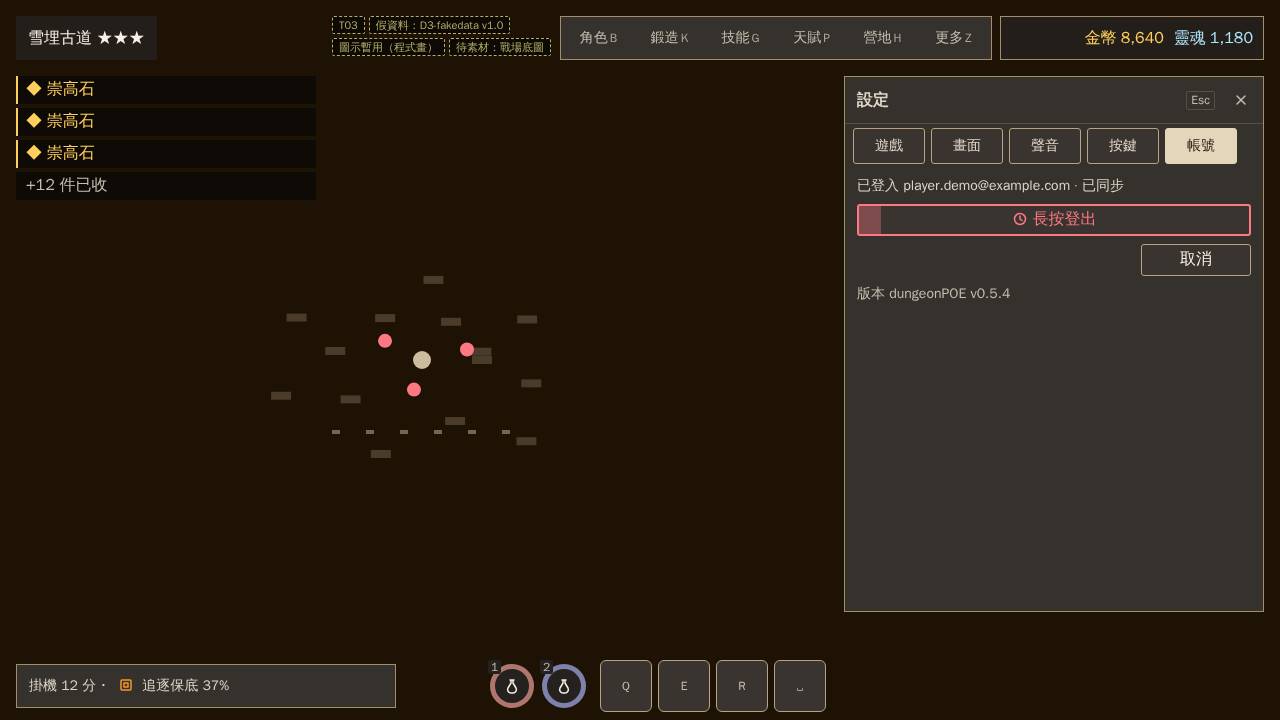 雪埋古道 ★★★
T03 假資料：D3-fakedata v1.0
圖示暫用（程式畫） 待素材：戰場底圖
角色B 鍛造K 技能G 天賦P 營地H 更多Z
金幣 8,640 靈魂 1,180
◆ 崇高石
◆ 崇高石
◆ 崇高石
+12 件已收
設定 Esc ✕
遊戲 畫面 聲音 按鍵 帳號
已登入 player.demo@example.com · 已同步
長按登出
取消
版本 dungeonPOE v0.5.4
掛機 12 分 · 追逐保底 37%
1 2 Q E R ⎵